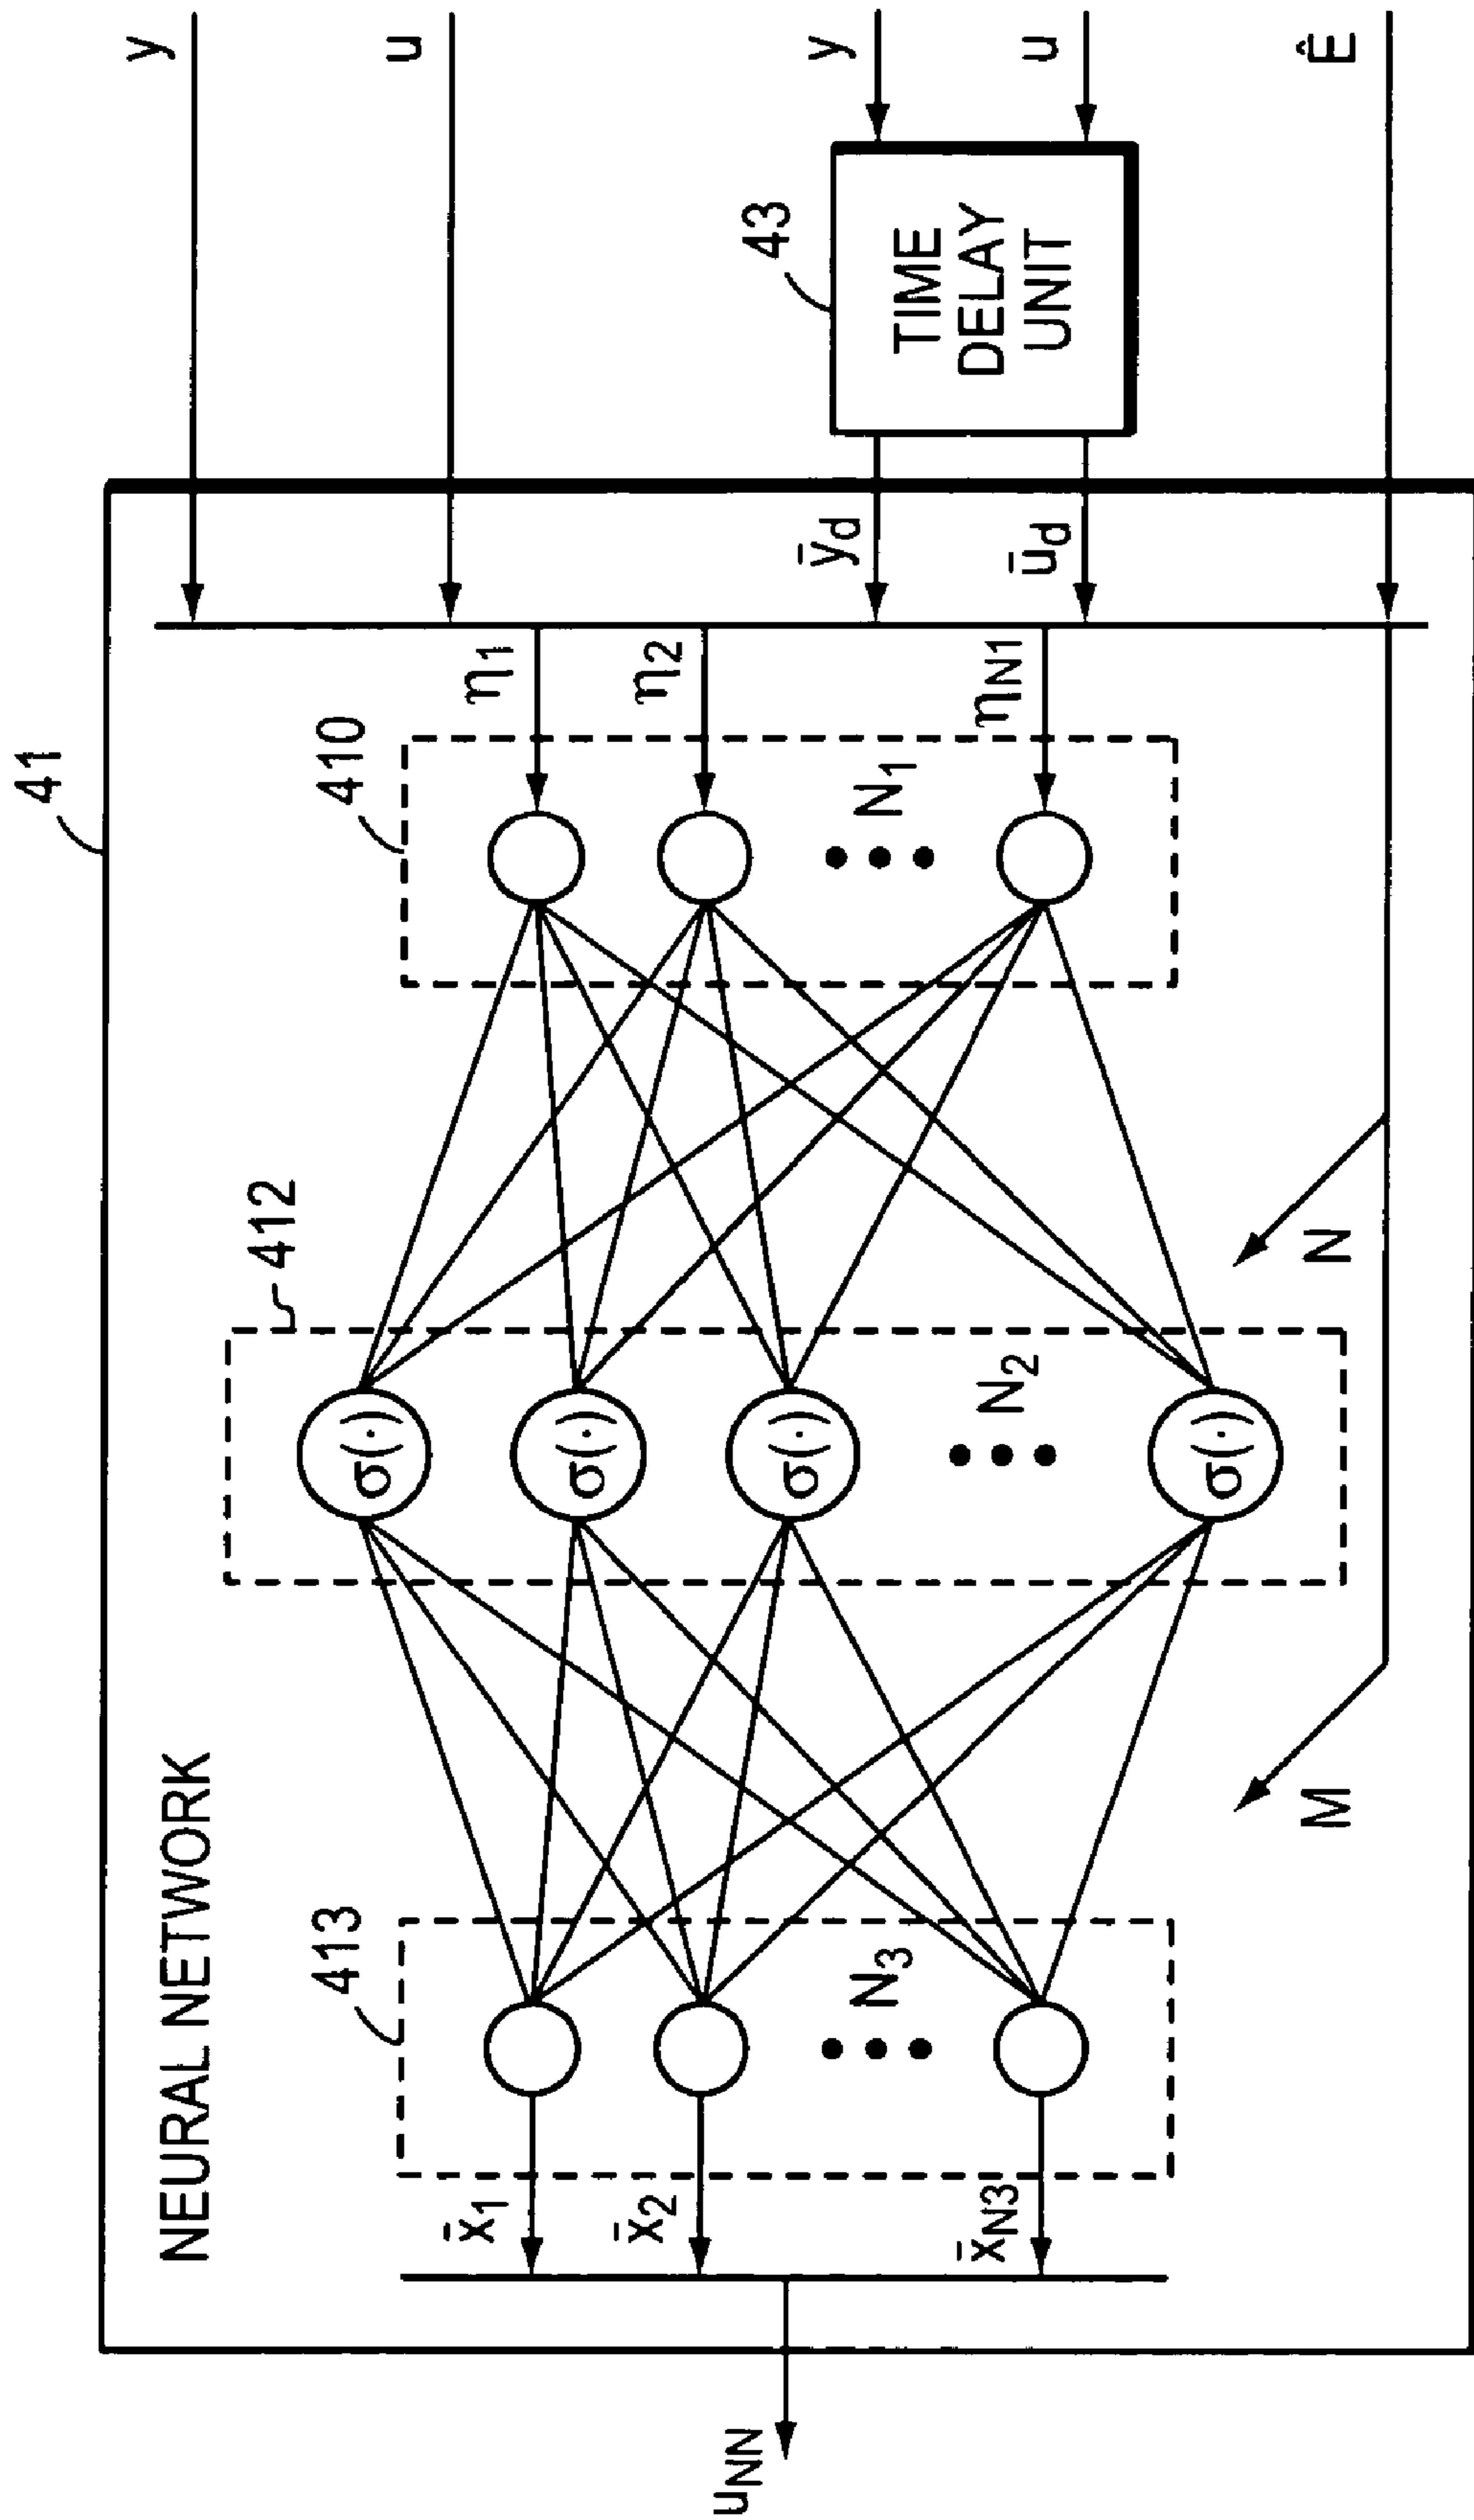 NEURAL NETWORK
41
y
u
412
410
413
η1
x̄1
σ(·)
σ(·)
σ(·)
σ(·)
η2
x̄2
43
TIME
DELAY
UNIT
y
u
ȳd
ūd
N1
N2
N3
ηN1
x̄N3
uNN
N
M
Ê